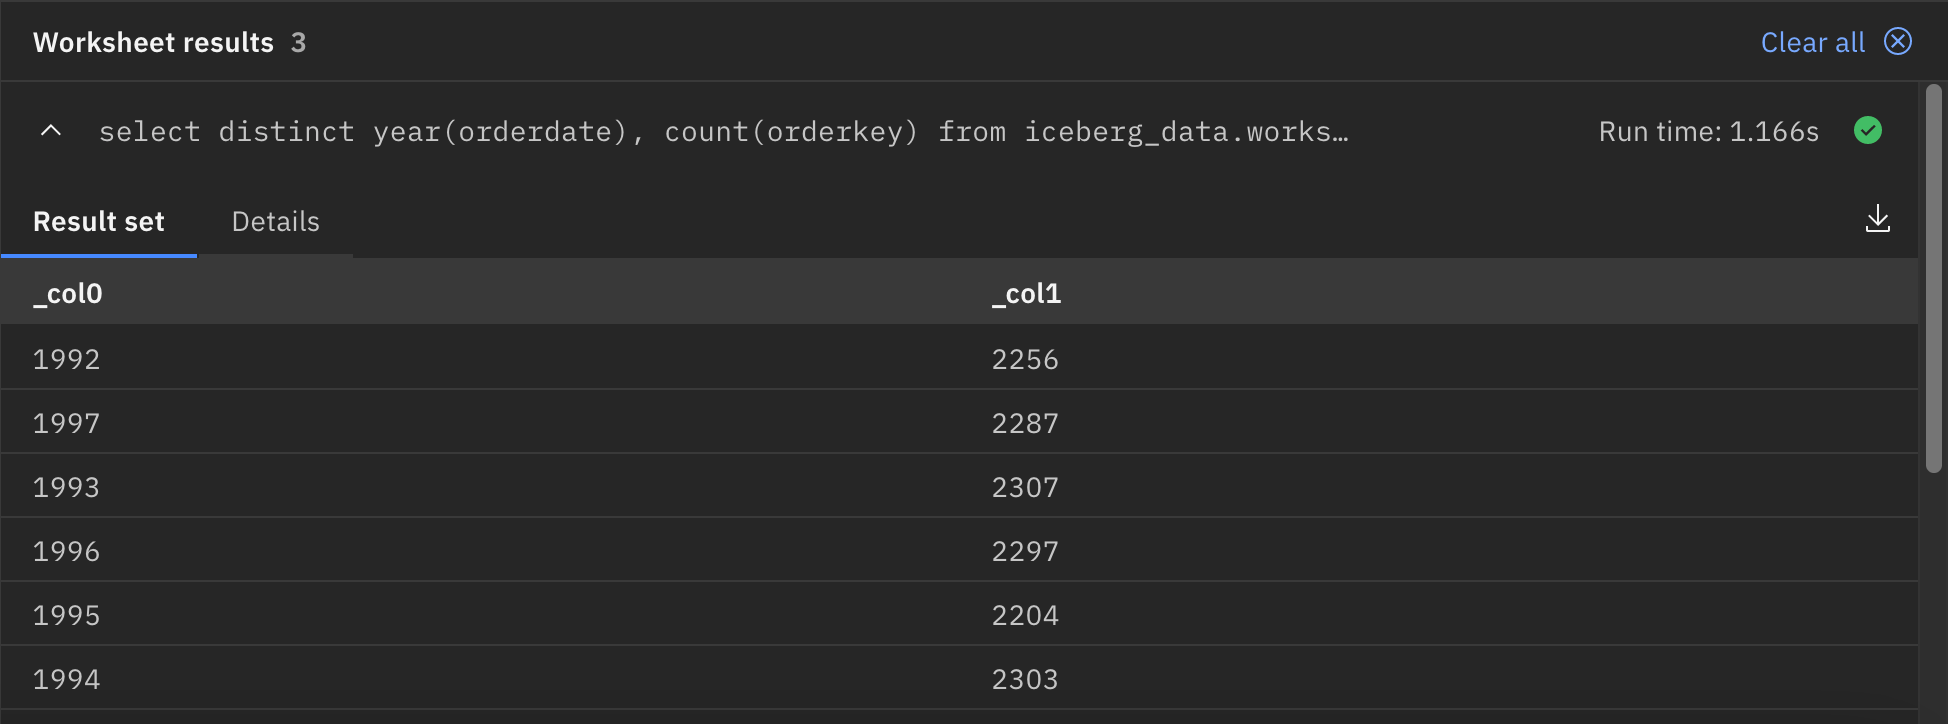 Worksheet results 3 Clear all
select distinct year(orderdate), count(orderkey) from iceberg_data.works… Run time: 1.166s
Result set Details
_col0 _col1
1992 2256
1997 2287
1993 2307
1996 2297
1995 2204
1994 2303